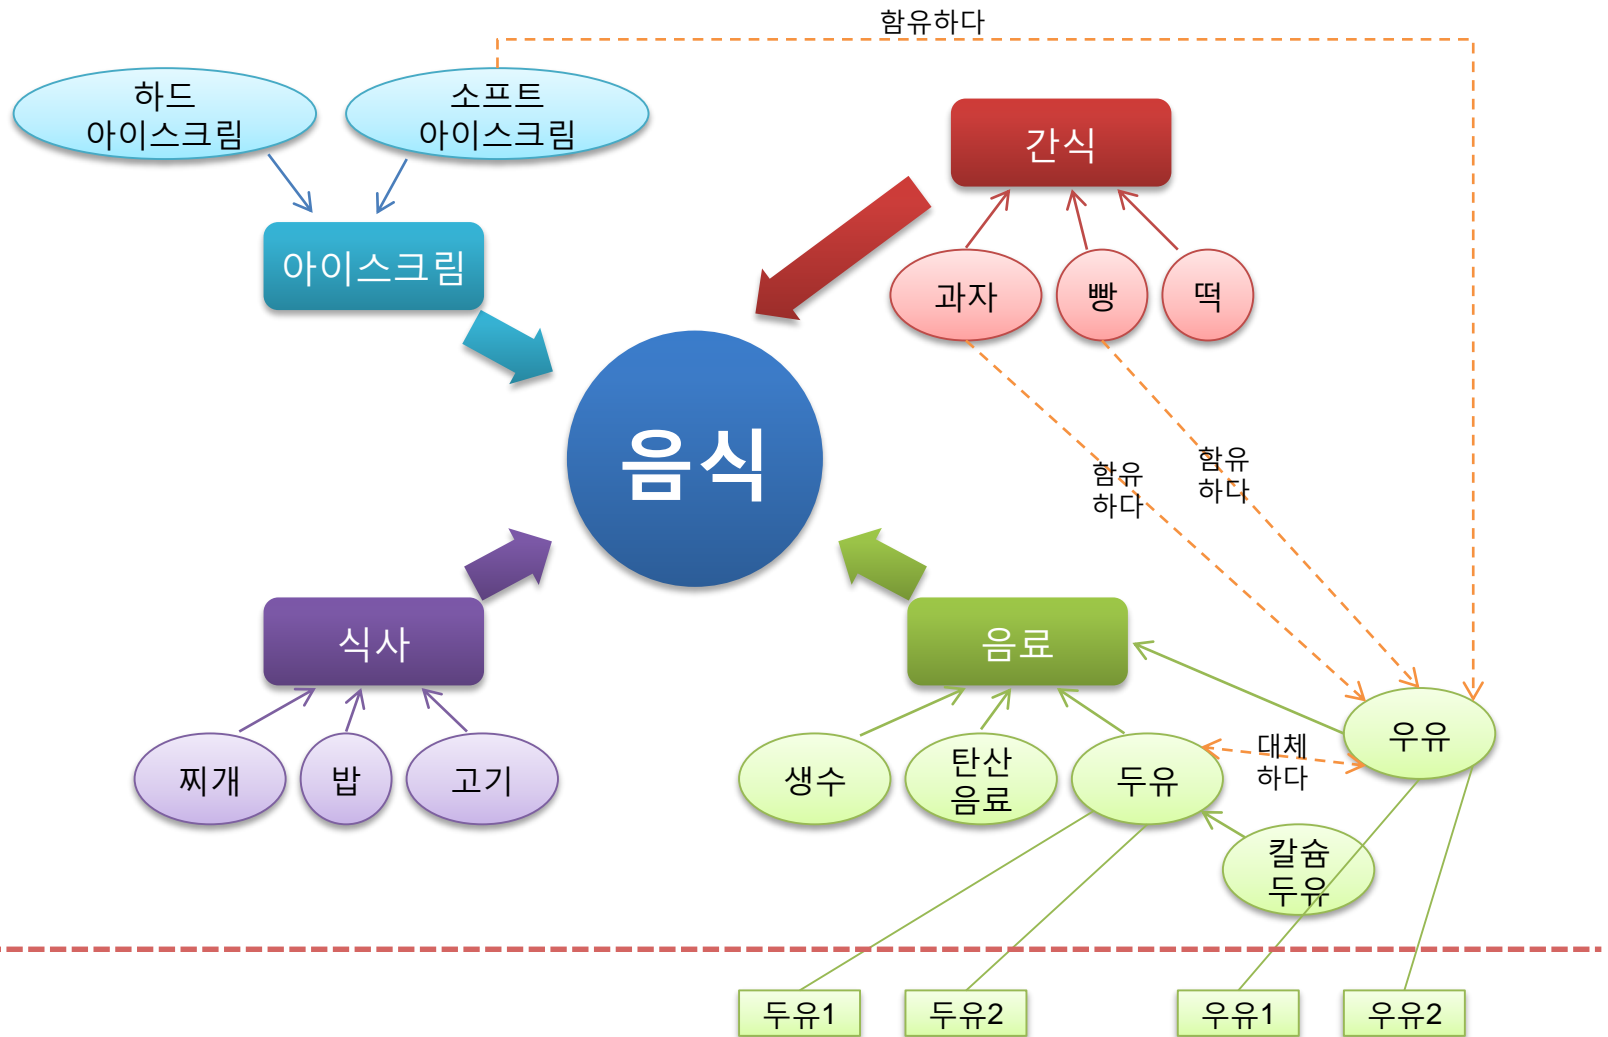 함유하다
하드
아이스크림
소프트
아이스크림
간식
아이스크림
과자
빵
떡
음식
함유
하다
함유
하다
식사
음료
찌개
밥
고기
생수
탄산
음료
두유
대체
하다
우유
칼슘
두유
두유1
두유2
우유1
우유2